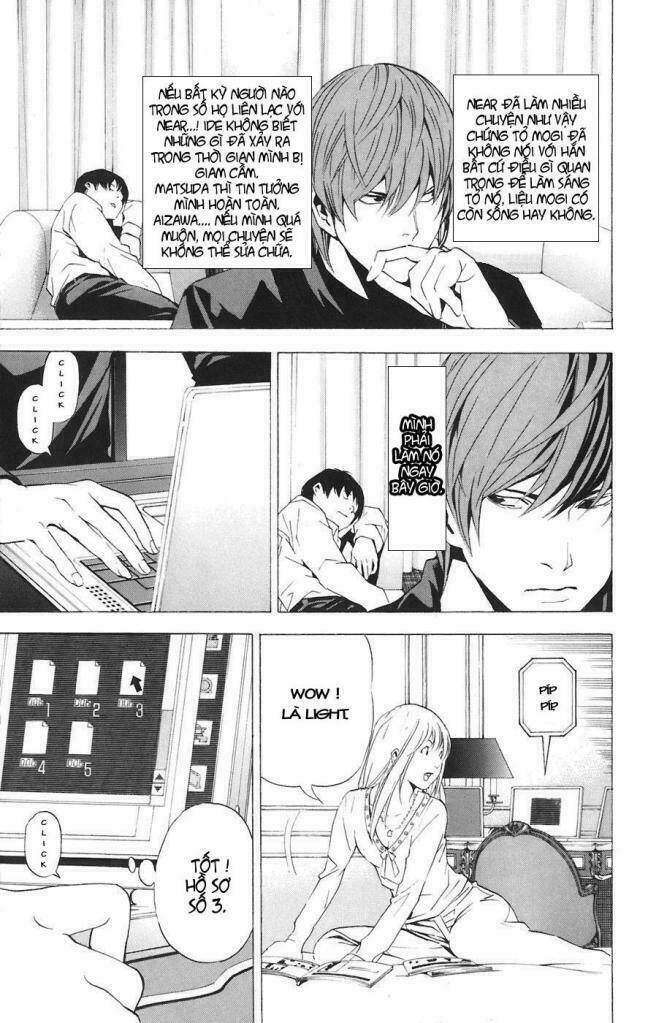 NEAR ĐÃ LÀM NHIỀU
CHUYỆN NHƯ VẬY
CHỨNG TỎ MOGI ĐÃ
KHÔNG NÓI VỚI HẮN
BẤT CỨ ĐIỀU GÌ QUAN
TRỌNG ĐỂ LÀM SÁNG
TỎ NÓ, LIỆU MOGI CÓ
CÒN SỐNG HAY KHÔNG.
NẾU BẤT KỲ NGƯỜI NÀO
TRONG SỐ HỌ LIÊN LẠC VỚI
NEAR...! IDE KHÔNG BIẾT
NHỮNG GÌ ĐÃ XẢY RA
TRONG THỜI GIAN MÌNH BỊ
GIAM CẦM.
MATSUDA THÌ TIN TƯỞNG
MÌNH HOÀN TOÀN,
AIZAWA,... NẾU MÌNH QUÁ
MUỘN, MỌI CHUYỆN SẼ
KHÔNG THỂ SỬA CHỮA.
MÌNH
PHẢI
LÀM NÓ
NGAY
BÂY GIỜ.
CLICK
CLICK
PÍP
PÍP
WOW !
LÀ LIGHT.
1
2
3
4
5
CLICK
TỐT !
HỒ SƠ
SỐ 3.